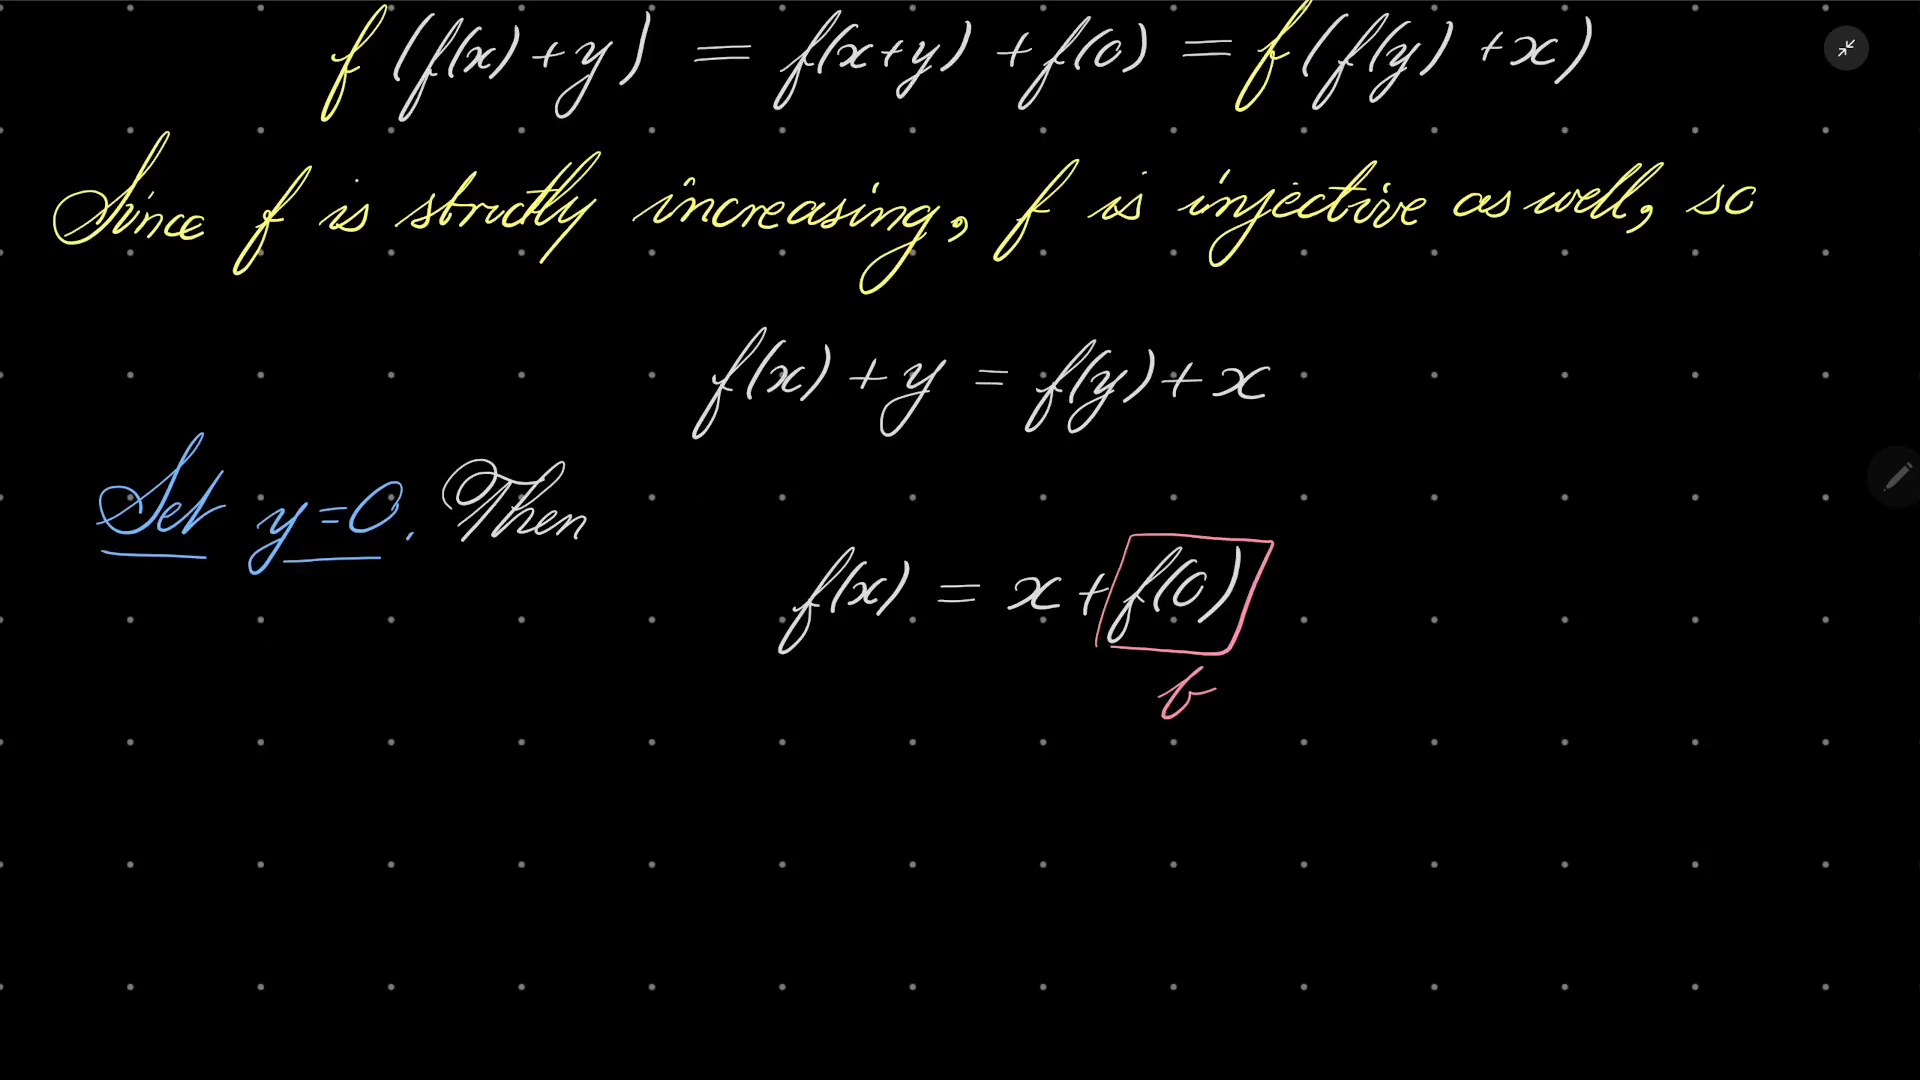 f(f(x)+y) = f(x+y) + f(0) = f(f(y)+x)
Since f is strictly increasing, f is injective as well, so
f(x) + y = f(y) + x
Set y=0. Then
f(x) = x + f(0)
b